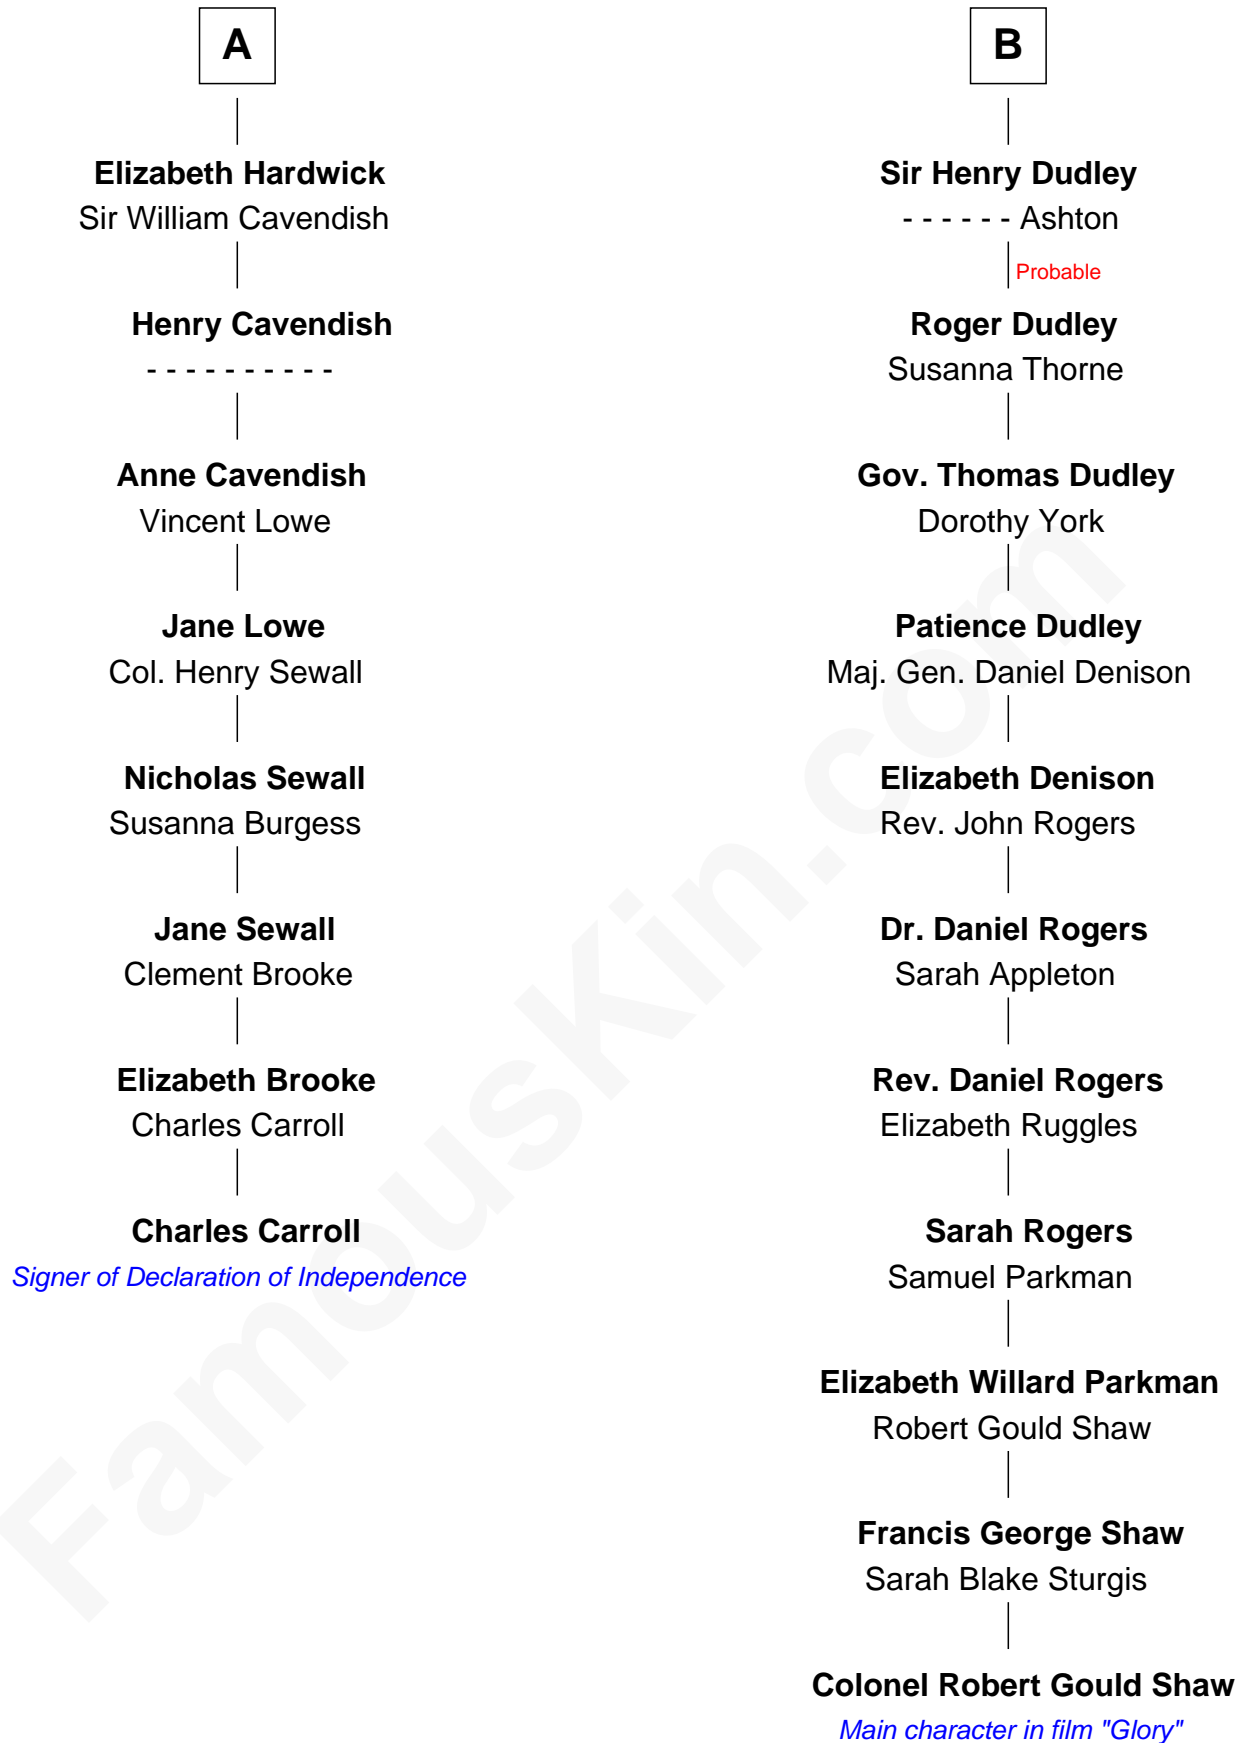 A
Elizabeth Hardwick
Sir William Cavendish
Henry Cavendish
- - - - - - - - - -
Anne Cavendish
Vincent Lowe
Jane Lowe
Col. Henry Sewall
Nicholas Sewall
Susanna Burgess
Jane Sewall
Clement Brooke
Elizabeth Brooke
Charles Carroll
Charles Carroll
Signer of Declaration of Independence
B
Sir Henry Dudley
- - - - - - Ashton
Probable
Roger Dudley
Susanna Thorne
Gov. Thomas Dudley
Dorothy York
Patience Dudley
Maj. Gen. Daniel Denison
Elizabeth Denison
Rev. John Rogers
Dr. Daniel Rogers
Sarah Appleton
Rev. Daniel Rogers
Elizabeth Ruggles
Sarah Rogers
Samuel Parkman
Elizabeth Willard Parkman
Robert Gould Shaw
Francis George Shaw
Sarah Blake Sturgis
Colonel Robert Gould Shaw
Main character in film "Glory"
FamousKin.com